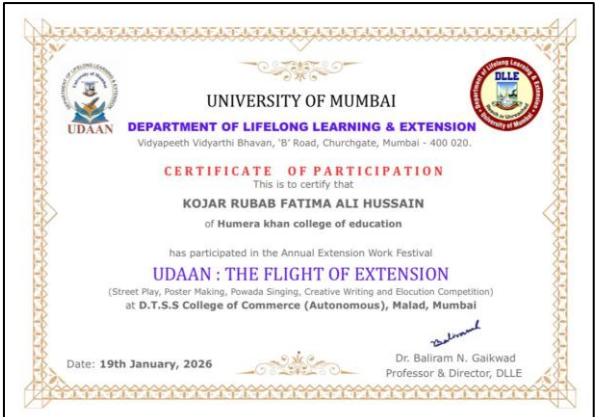 UDAAN
DLLE
UNIVERSITY OF MUMBAI
DEPARTMENT OF LIFELONG LEARNING & EXTENSION
Vidyapeeth Vidyarthi Bhavan, 'B' Road, Churchgate, Mumbai - 400 020.
CERTIFICATE OF PARTICIPATION
This is to certify that
KOJAR RUBAB FATIMA ALI HUSSAIN
of Humera khan college of education
has participated in the Annual Extension Work Festival
UDAAN : THE FLIGHT OF EXTENSION
(Street Play, Poster Making, Powada Singing, Creative Writing and Elocution Competition)
at D.T.S.S College of Commerce (Autonomous), Malad, Mumbai
Date: 19th January, 2026
Dr. Baliram N. Gaikwad
Professor & Director, DLLE